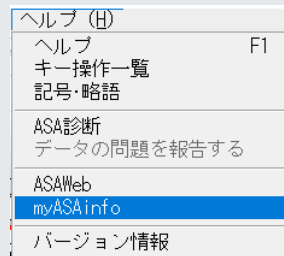 ヘルプ (H)
ヘルプ F1
キー操作一覧
記号・略語
ASA診断
データの問題を報告する
ASAWeb
myASAinfo
バージョン情報